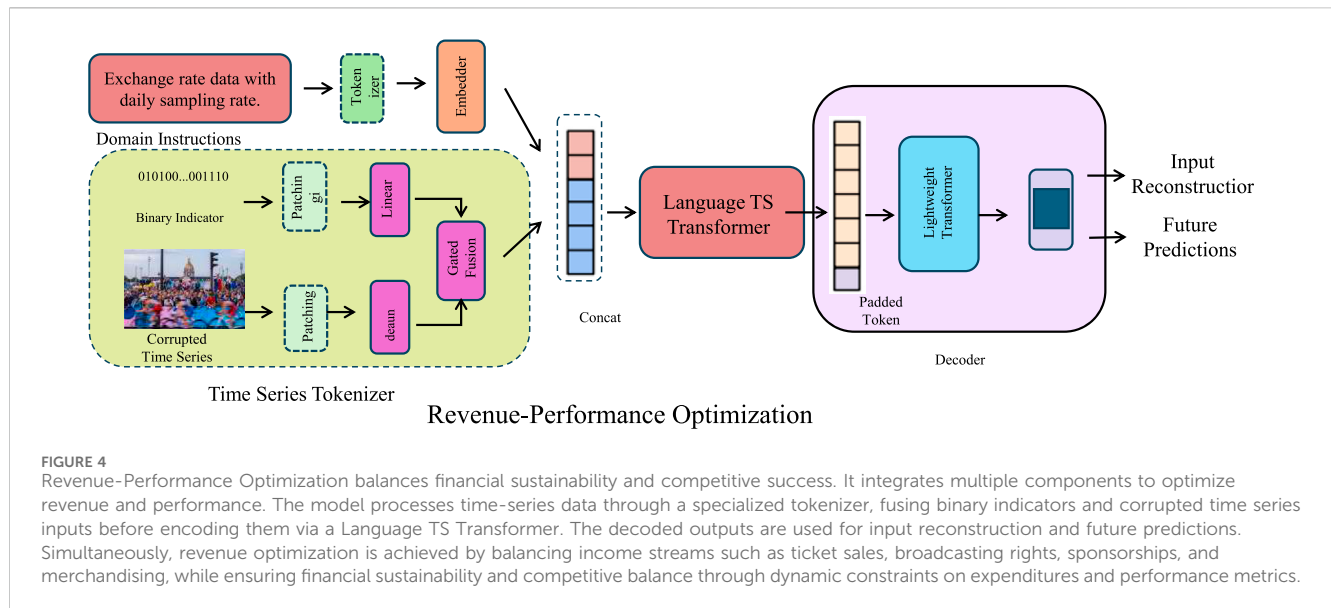 Exchange rate data with
daily sampling rate.
Token
izer
Embedder
Domain Instructions
010100...001110
Binary Indicator
Patchin
gi
Linear
Gated
Fusion
Corrupted
Time Series
Patching
deaun
Time Series Tokenizer
Concat
Language TS
Transformer
Padded
Token
Lightweight
Transformer
Decoder
Input
Reconstructior
Future
Predictions
Revenue-Performance Optimization
FIGURE 4
Revenue-Performance Optimization balances financial sustainability and competitive success. It integrates multiple components to optimize
revenue and performance. The model processes time-series data through a specialized tokenizer, fusing binary indicators and corrupted time series
inputs before encoding them via a Language TS Transformer. The decoded outputs are used for input reconstruction and future predictions.
Simultaneously, revenue optimization is achieved by balancing income streams such as ticket sales, broadcasting rights, sponsorships, and
merchandising, while ensuring financial sustainability and competitive balance through dynamic constraints on expenditures and performance metrics.